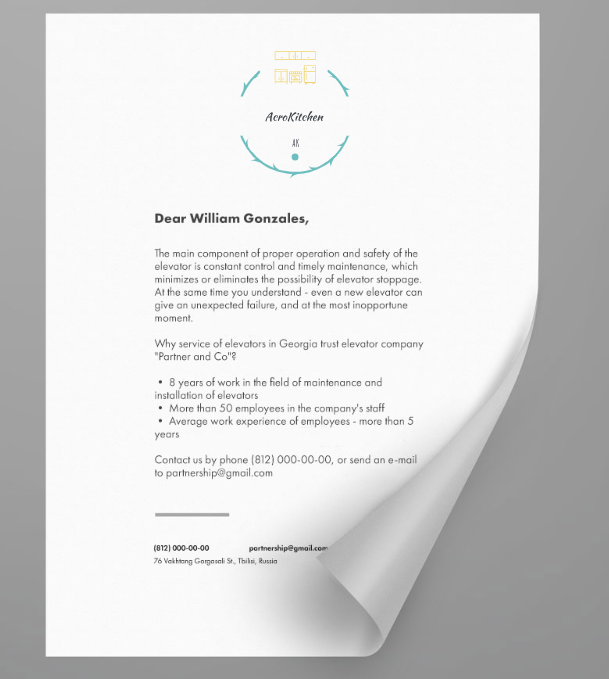 AeroKitchen
AK
Dear William Gonzales,
The main component of proper operation and safety of the
elevator is constant control and timely maintenance, which
minimizes or eliminates the possibility of elevator stoppage.
At the same time you understand - even a new elevator can
give an unexpected failure, and at the most inopportune
moment.
Why service of elevators in Georgia trust elevator company
"Partner and Co"?
• 8 years of work in the field of maintenance and
installation of elevators
• More than 50 employees in the company's staff
• Average work experience of employees - more than 5
years
Contact us by phone (812) 000-00-00, or send an e-mail
to partnership@gmail.com
(812) 000-00-00 partnership@gmail.com
76 Vakhtang Gorgasali St., Tbilisi, Russia